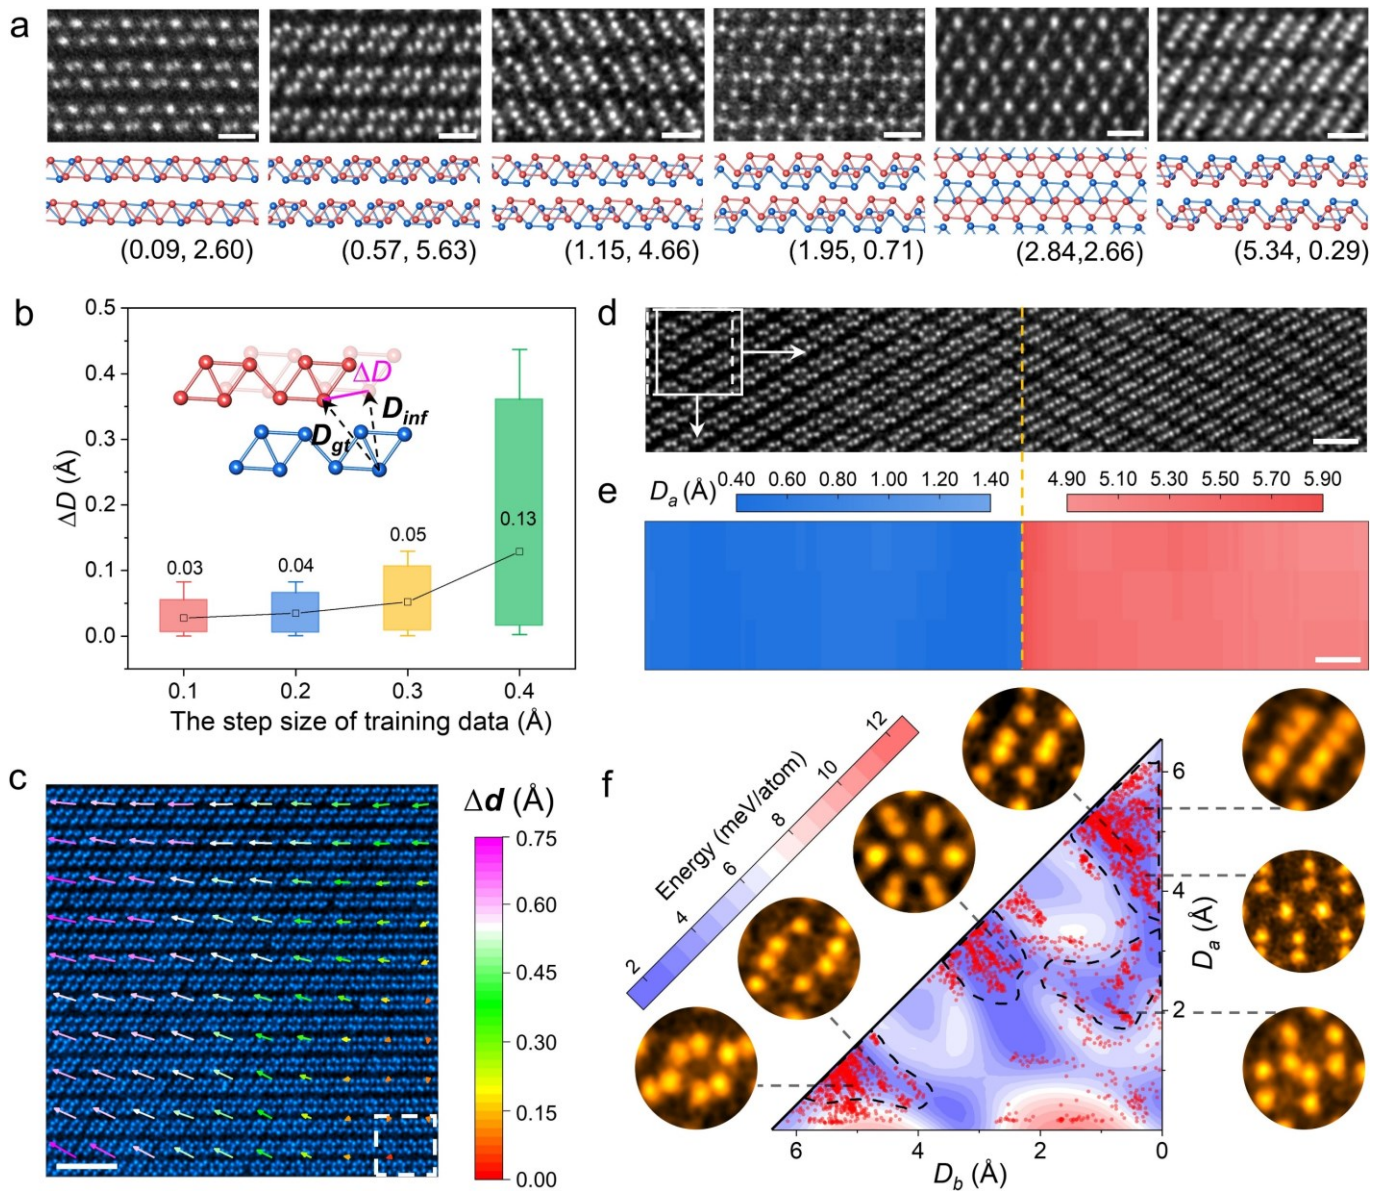 a
(0.09, 2.60) (0.57, 5.63) (1.15, 4.66) (1.95, 0.71) (2.84,2.66) (5.34, 0.29)
b
0.5
0.4
0.3
0.2
0.1
0.0
ΔD (Å)
ΔD
D_inf
D_gt
0.03
0.04
0.05
0.13
0.1 0.2 0.3 0.4
The step size of training data (Å)
c
Δd (Å)
0.75
0.60
0.45
0.30
0.15
0.00
d
e
D_a (Å)
0.40 0.60 0.80 1.00 1.20 1.40
4.90 5.10 5.30 5.50 5.70 5.90
f
Energy (meV/atom)
2 4 6 8 10 12
6
4
2
D_a (Å)
6 4 2 0
D_b (Å)